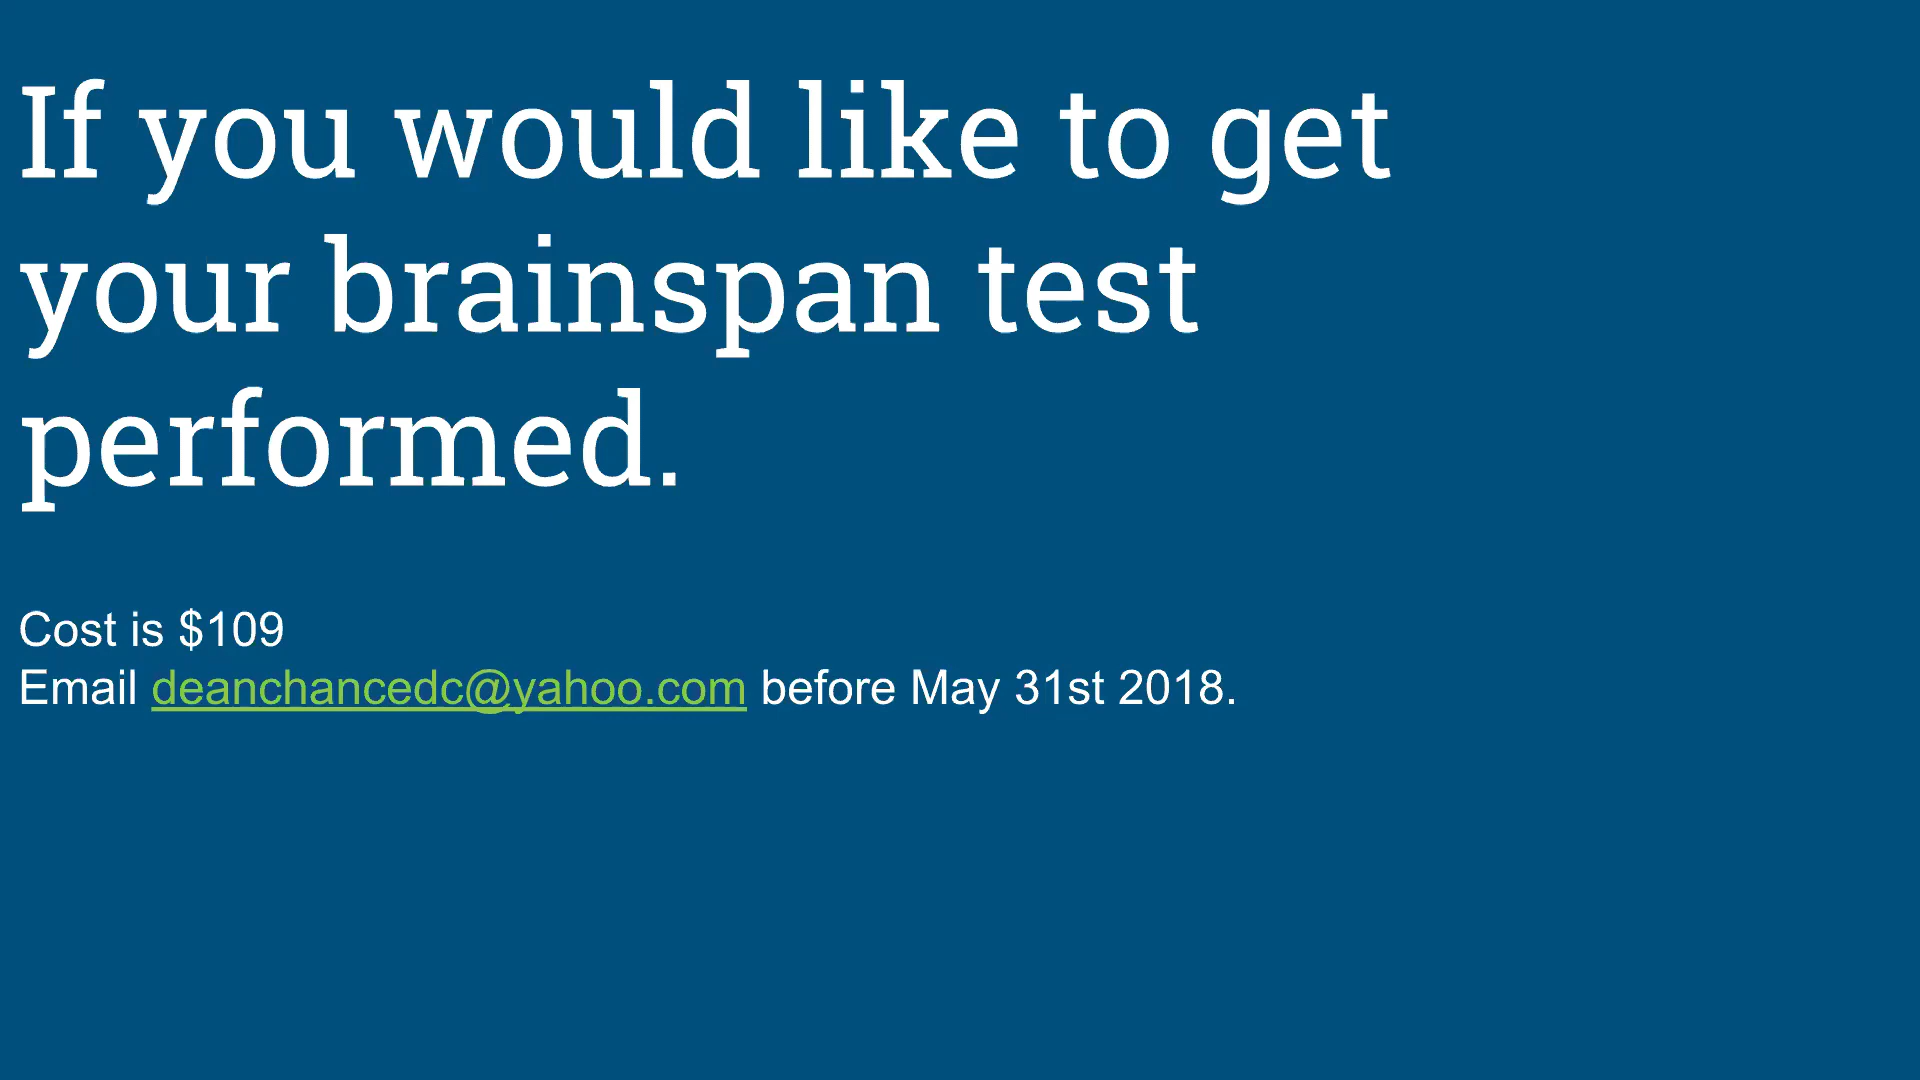 If you would like to get
your brainspan test
performed.
Cost is $109
Email deanchancedc@yahoo.com before May 31st 2018.